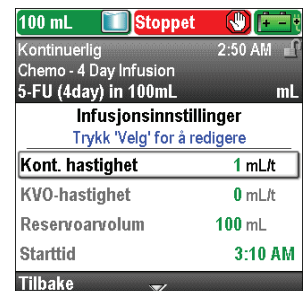 100 mL Stoppet
Kontinuerlig 2:50 AM
Chemo - 4 Day Infusion
5-FU (4day) in 100mL mL
Infusjonsinnstillinger
Trykk 'Velg' for å redigere
Kont. hastighet 1 mL/t
KVO-hastighet 0 mL/t
Reservoarvolum 100 mL
Starttid 3:10 AM
Tilbake